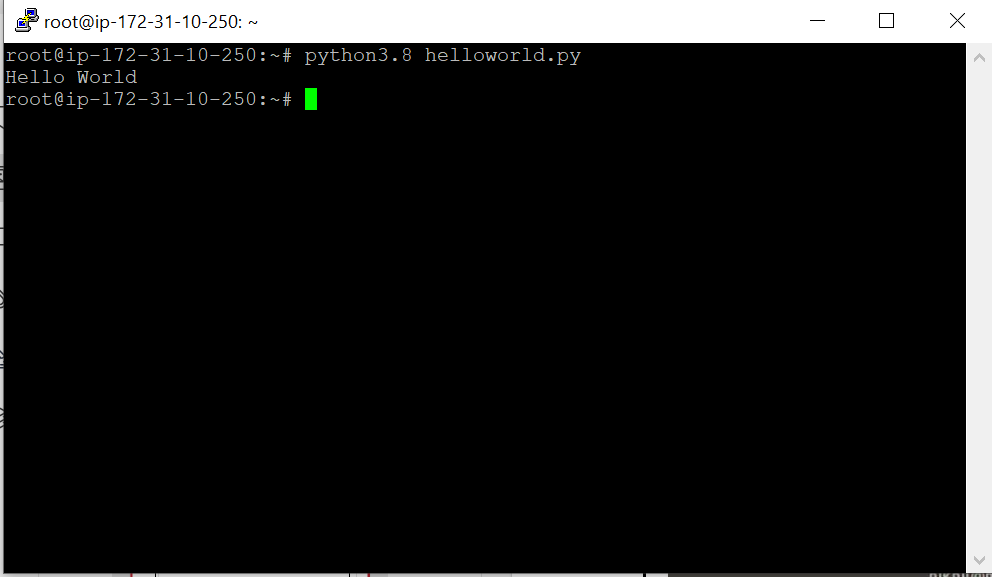 root@ip-172-31-10-250: ~
root@ip-172-31-10-250:~# python3.8 helloworld.py
Hello World
root@ip-172-31-10-250:~#